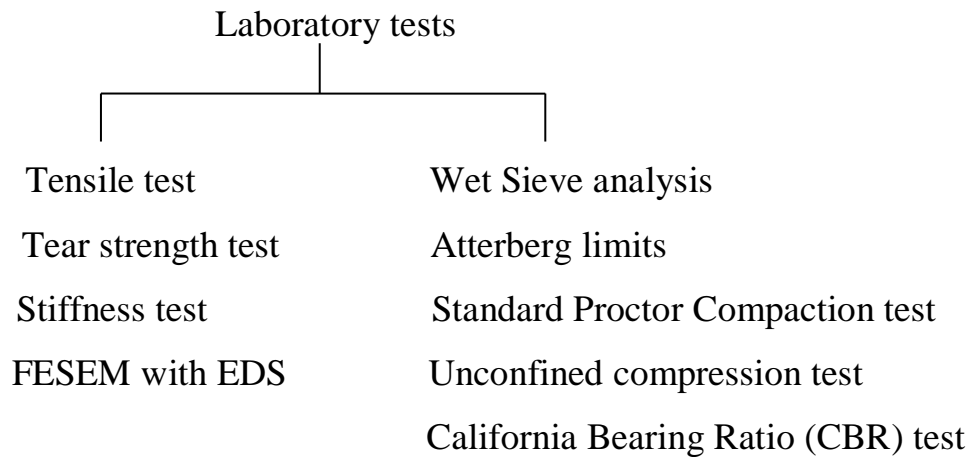 Laboratory tests
Tensile test
Tear strength test
Stiffness test
FESEM with EDS
Wet Sieve analysis
Atterberg limits
Standard Proctor Compaction test
Unconfined compression test
California Bearing Ratio (CBR) test